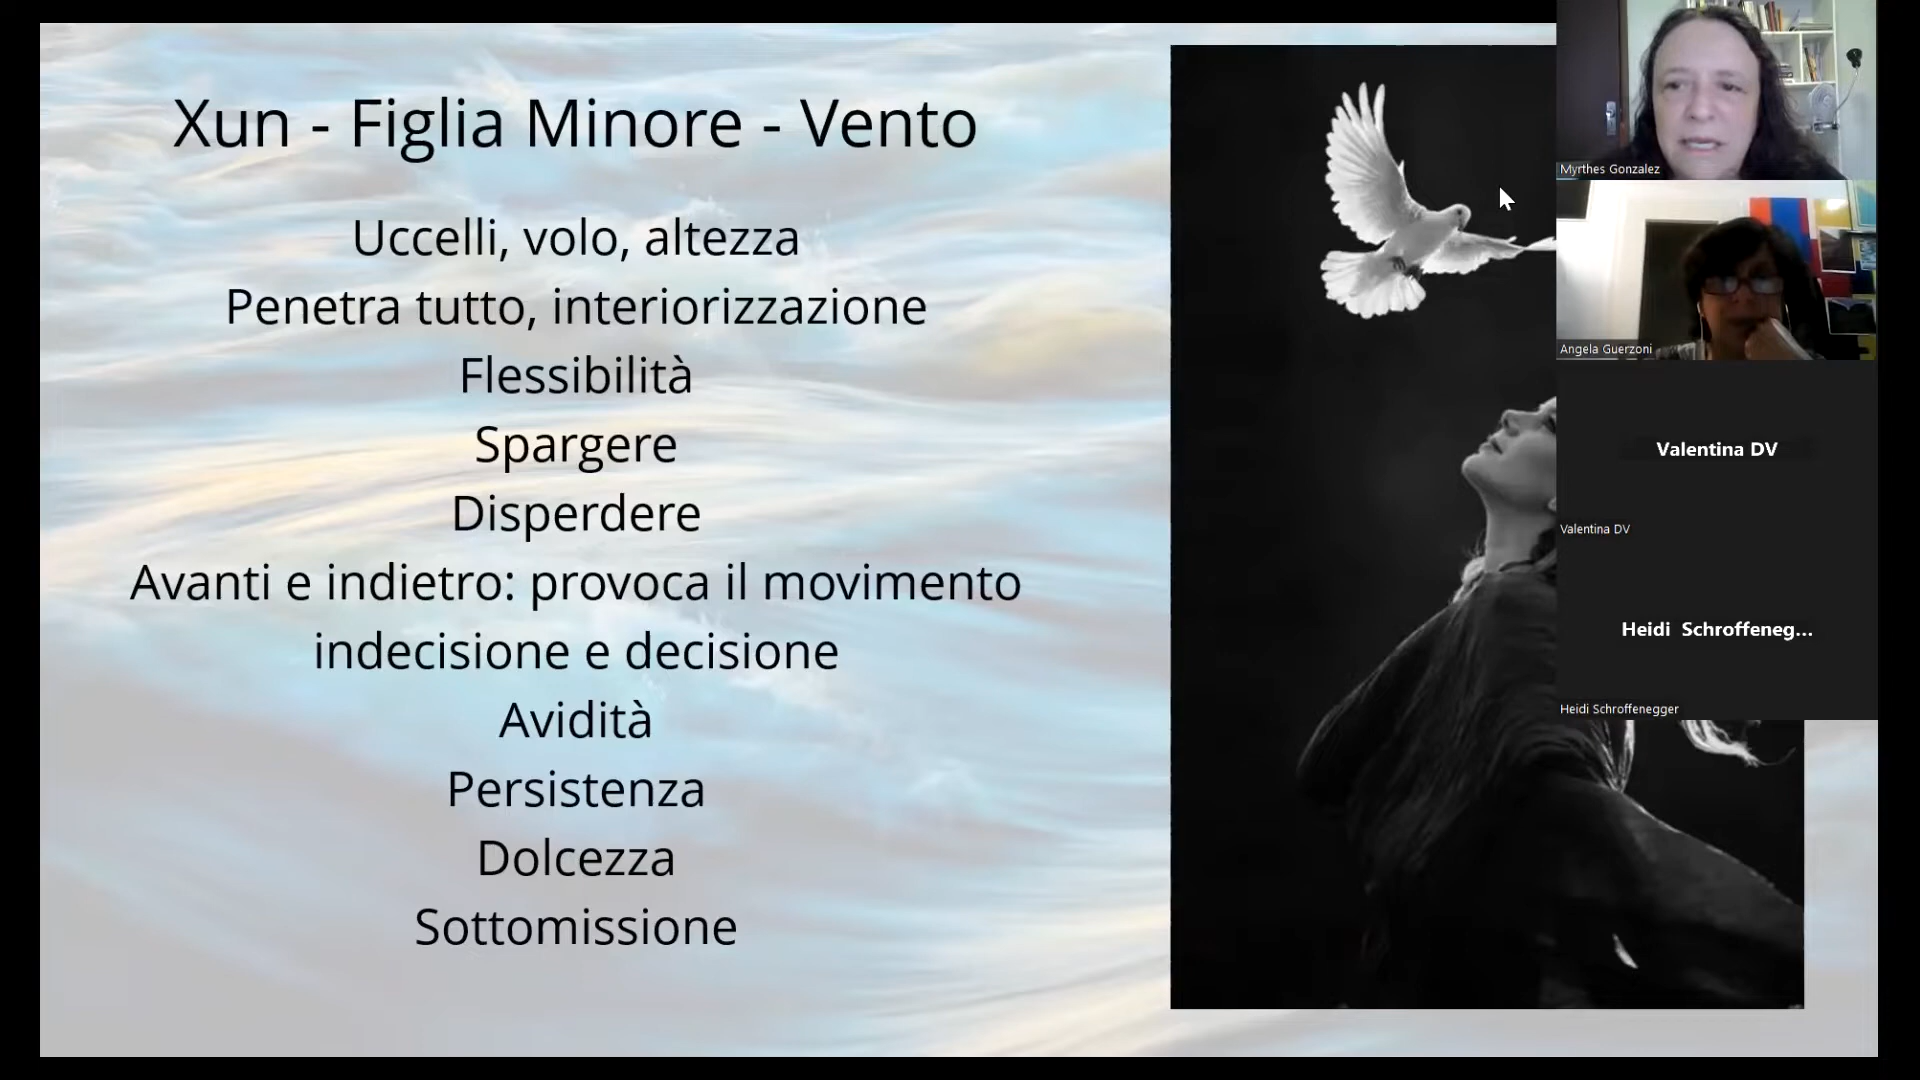 Xun - Figlia Minore - Vento
Uccelli, volo, altezza
Penetra tutto, interiorizzazione
Flessibilità
Spargere
Disperdere
Avanti e indietro: provoca il movimento
indecisione e decisione
Avidità
Persistenza
Dolcezza
Sottomissione
Myrthes Gonzalez
Angela Guerzoni
Valentina DV
Valentina DV
Heidi Schroffeneg...
Heidi Schroffenegger